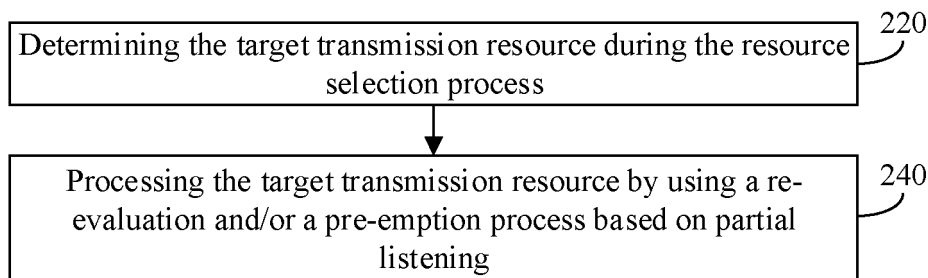 220
Determining the target transmission resource during the resource
selection process
240
Processing the target transmission resource by using a re-
evaluation and/or a pre-emption process based on partial
listening